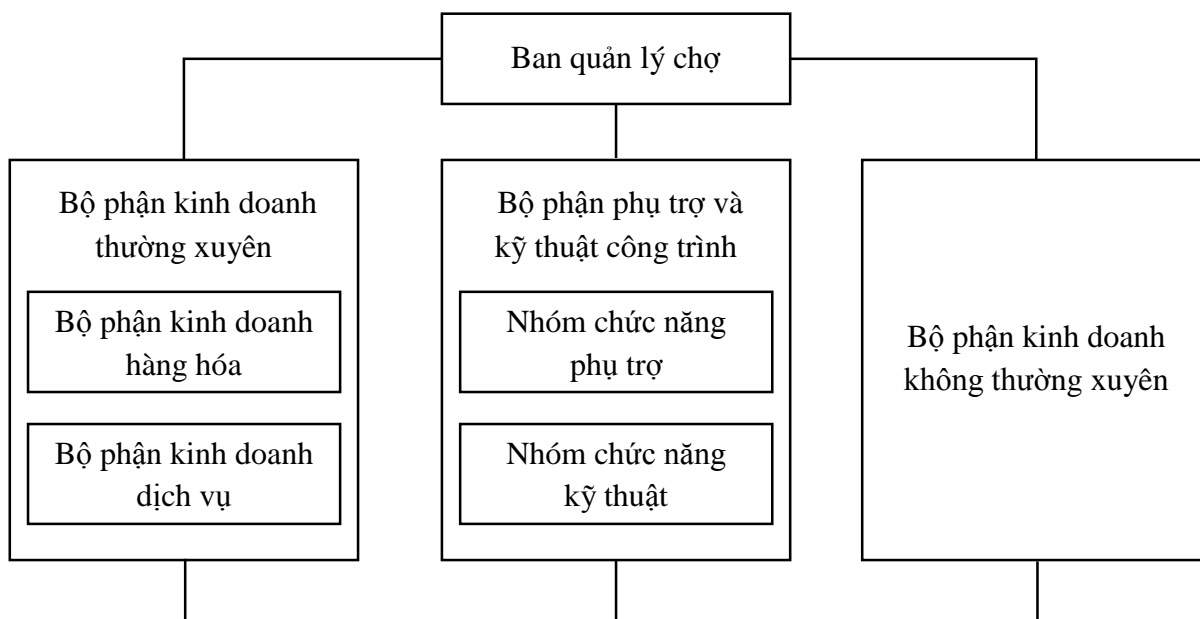 Ban quản lý chợ
Bộ phận kinh doanh
thường xuyên
Bộ phận kinh doanh
hàng hóa
Bộ phận kinh doanh
dịch vụ
Bộ phận phụ trợ và
kỹ thuật công trình
Nhóm chức năng
phụ trợ
Nhóm chức năng
kỹ thuật
Bộ phận kinh doanh
không thường xuyên